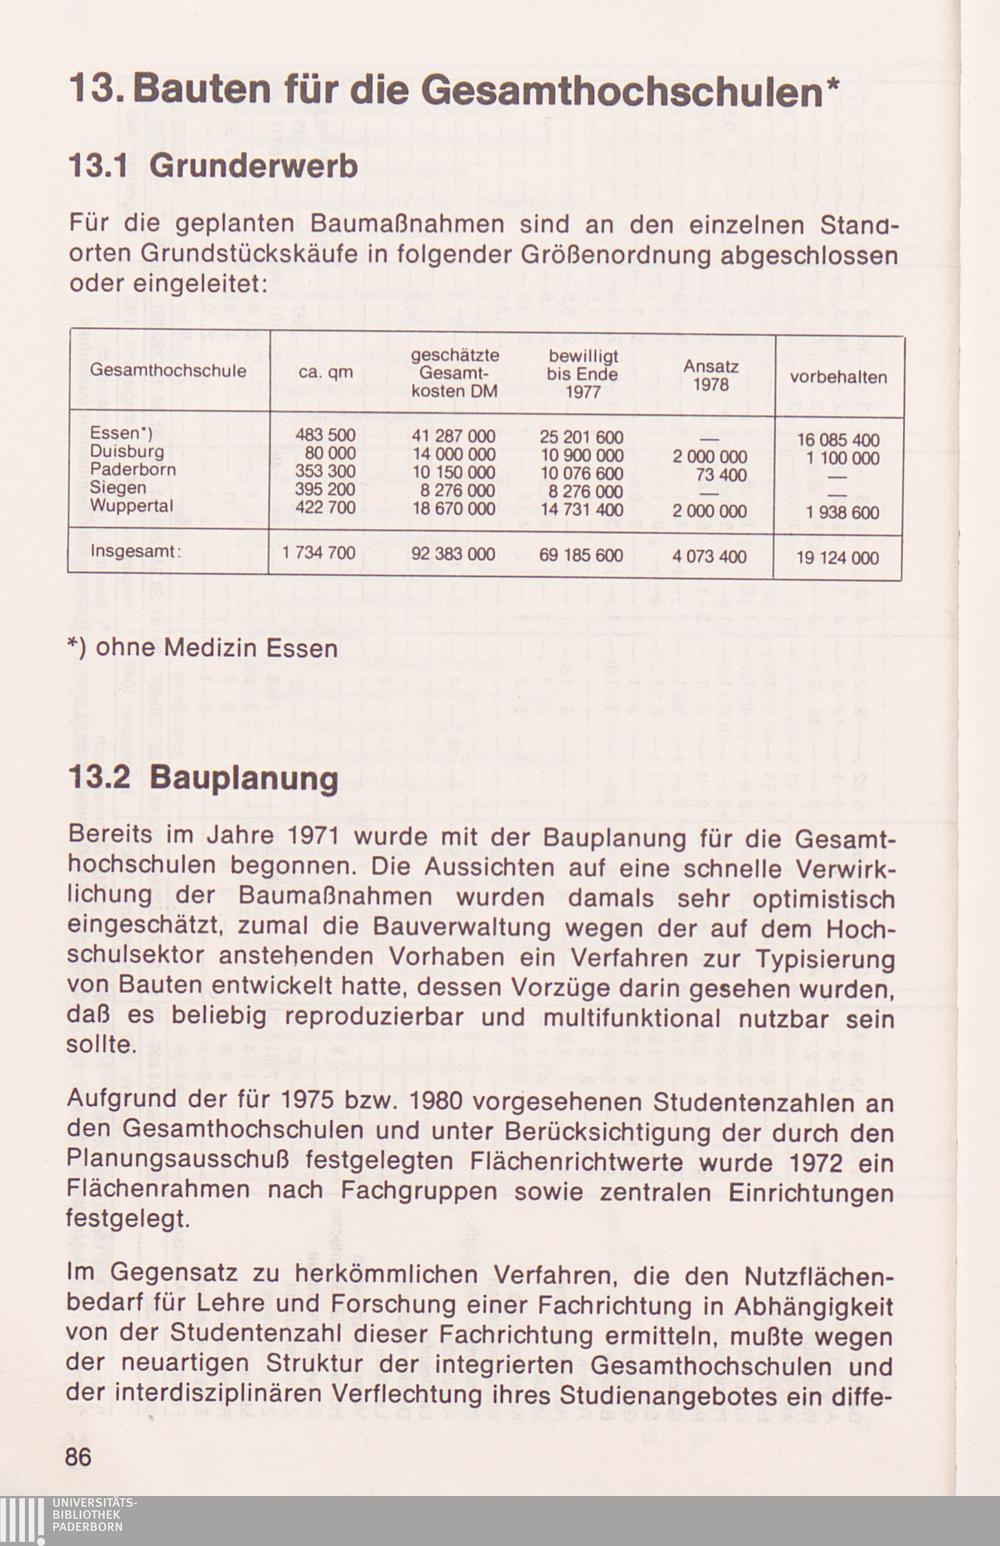 13. Bauten für die Gesamthochschulen*
13.1 Grunderwerb
Für die geplanten Baumaßnahmen sind an den einzelnen Stand-
orten Grundstückskäufe in folgender Größenordnung abgeschlossen
oder eingeleitet:
Gesamthochschule ca. qm geschätzte Gesamt- kosten DM bewilligt bis Ende 1977 Ansatz 1978 vorbehalten
Essen*) 483 500 41 287 000 25 201 600 — 16 085 400
Duisburg 80 000 14 000 000 10 900 000 2 000 000 1 100 000
Paderborn 353 300 10 150 000 10 076 600 73 400 —
Siegen 395 200 8 276 000 8 276 000 — —
Wuppertal 422 700 18 670 000 14 731 400 2 000 000 1 938 600
Insgesamt: 1 734 700 92 383 000 69 185 600 4 073 400 19 124 000
*) ohne Medizin Essen
13.2 Bauplanung
Bereits im Jahre 1971 wurde mit der Bauplanung für die Gesamt-
hochschulen begonnen. Die Aussichten auf eine schnelle Verwirk-
lichung der Baumaßnahmen wurden damals sehr optimistisch
eingeschätzt, zumal die Bauverwaltung wegen der auf dem Hoch-
schulsektor anstehenden Vorhaben ein Verfahren zur Typisierung
von Bauten entwickelt hatte, dessen Vorzüge darin gesehen wurden,
daß es beliebig reproduzierbar und multifunktional nutzbar sein
sollte.
Aufgrund der für 1975 bzw. 1980 vorgesehenen Studentenzahlen an
den Gesamthochschulen und unter Berücksichtigung der durch den
Planungsausschuß festgelegten Flächenrichtwerte wurde 1972 ein
Flächenrahmen nach Fachgruppen sowie zentralen Einrichtungen
festgelegt.
Im Gegensatz zu herkömmlichen Verfahren, die den Nutzflächen-
bedarf für Lehre und Forschung einer Fachrichtung in Abhängigkeit
von der Studentenzahl dieser Fachrichtung ermitteln, mußte wegen
der neuartigen Struktur der integrierten Gesamthochschulen und
der interdisziplinären Verflechtung ihres Studienangebotes ein diffe-
86
UNIVERSITÄTS-
BIBLIOTHEK
PADERBORN